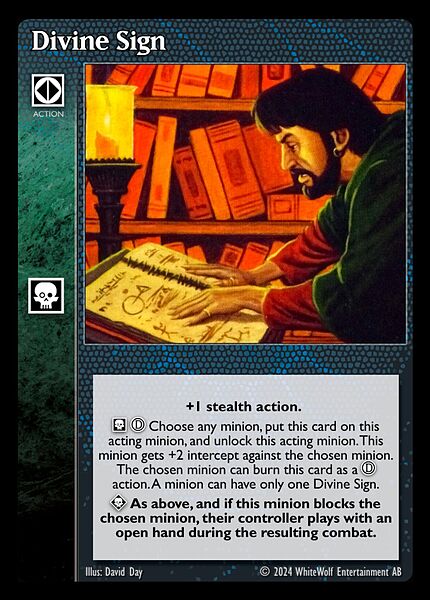 Divine Sign
ACTION
+1 stealth action.
D Choose any minion, put this card on this
acting minion, and unlock this acting minion. This
minion gets +2 intercept against the chosen minion.
The chosen minion can burn this card as a D
action. A minion can have only one Divine Sign.
As above, and if this minion blocks the
chosen minion, their controller plays with an
open hand during the resulting combat.
Illus: David Day
© 2024 WhiteWolf Entertainment AB